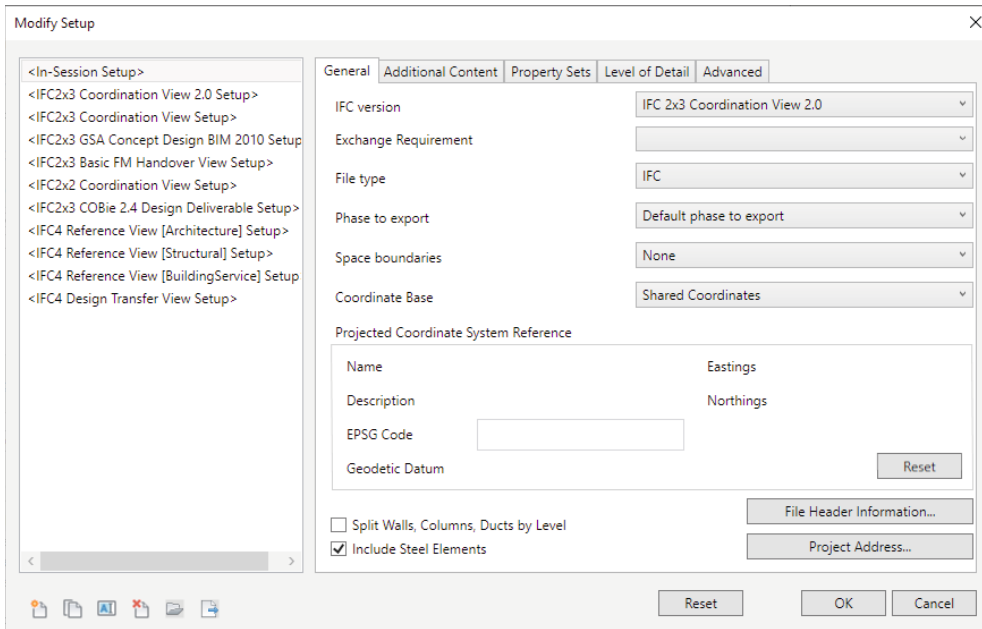 Modify Setup
<In-Session Setup>
<IFC2x3 Coordination View 2.0 Setup>
<IFC2x3 Coordination View Setup>
<IFC2x3 GSA Concept Design BIM 2010 Setup
<IFC2x3 Basic FM Handover View Setup>
<IFC2x2 Coordination View Setup>
<IFC2x3 COBie 2.4 Design Deliverable Setup>
<IFC4 Reference View [Architecture] Setup>
<IFC4 Reference View [Structural] Setup>
<IFC4 Reference View [BuildingService] Setup
<IFC4 Design Transfer View Setup>
General Additional Content Property Sets Level of Detail Advanced
IFC version IFC 2x3 Coordination View 2.0
Exchange Requirement
File type IFC
Phase to export Default phase to export
Space boundaries None
Coordinate Base Shared Coordinates
Projected Coordinate System Reference
Name Eastings
Description Northings
EPSG Code
Geodetic Datum Reset
Split Walls, Columns, Ducts by Level File Header Information...
Include Steel Elements Project Address...
Reset OK Cancel